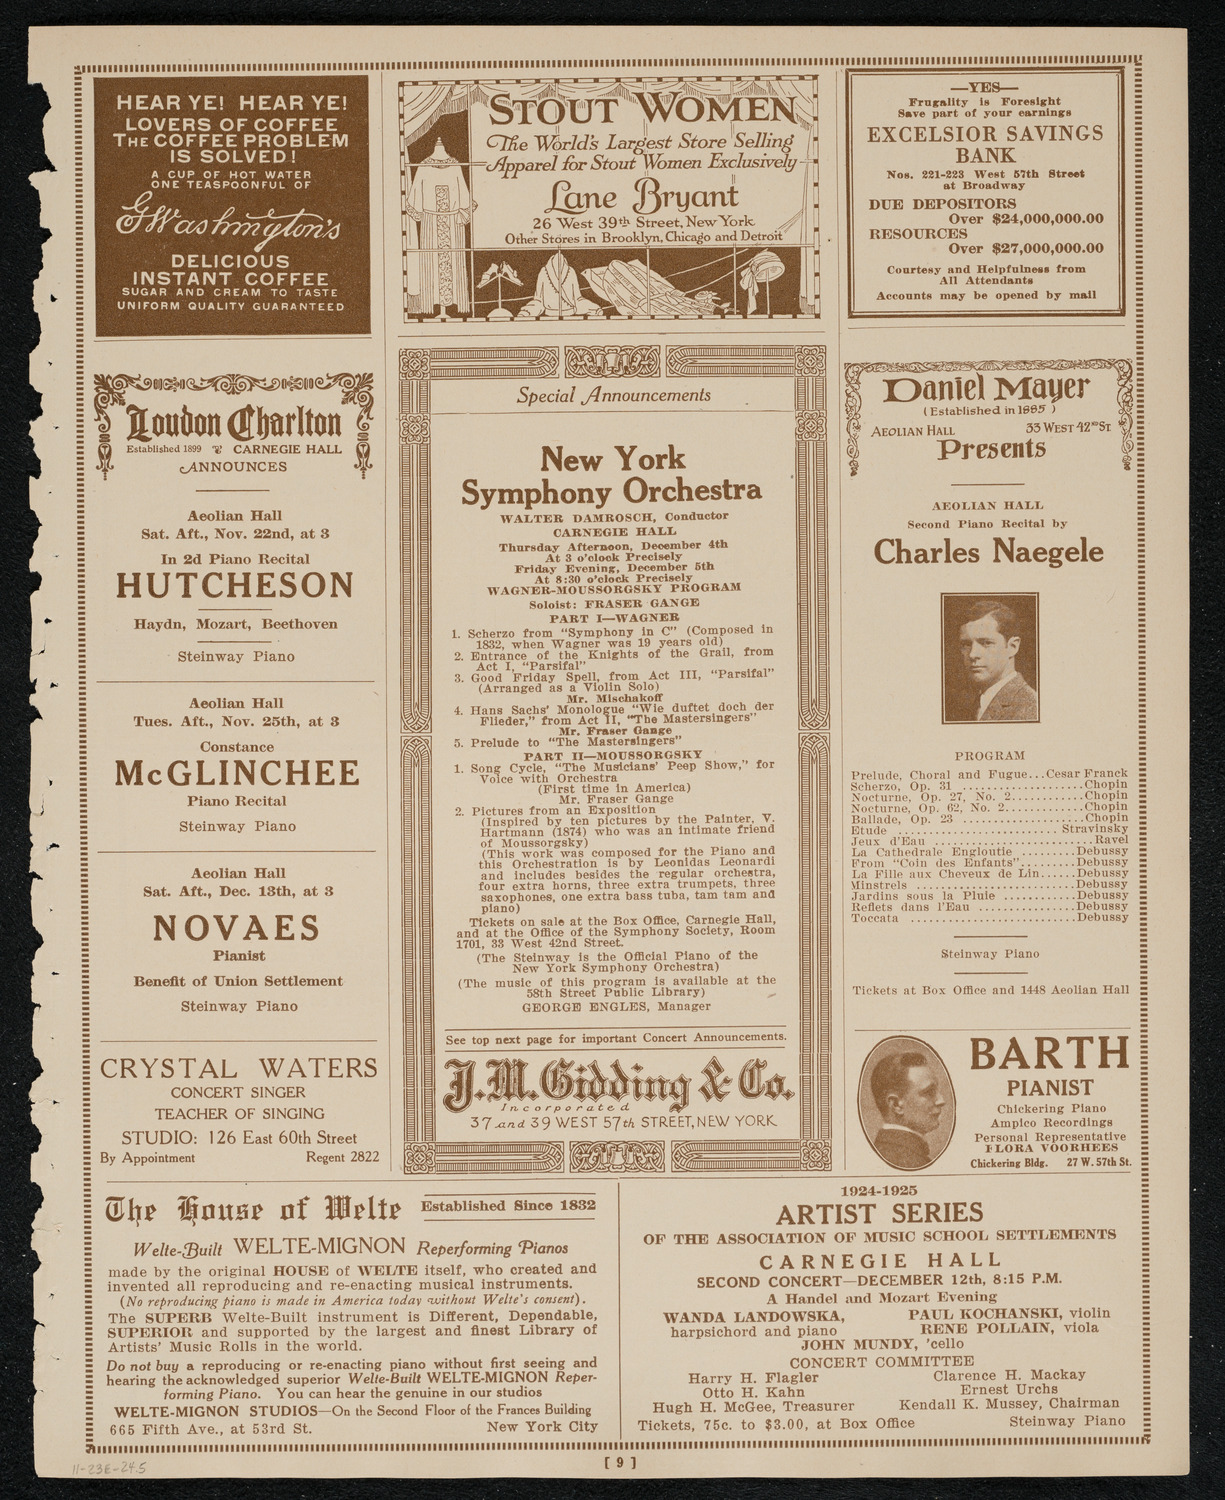 HEAR YE! HEAR YE!
LOVERS OF COFFEE
THE COFFEE PROBLEM
IS SOLVED!
A CUP OF HOT WATER
ONE TEASPOONFUL OF
G.Washington's
DELICIOUS
INSTANT COFFEE
SUGAR AND CREAM TO TASTE
UNIFORM QUALITY GUARANTEED
STOUT WOMEN
The World's Largest Store Selling
Apparel for Stout Women Exclusively
Lane Bryant
26 West 39th Street, New York
Other Stores in Brooklyn, Chicago and Detroit
—YES—
Frugality is Foresight
Save part of your earnings
EXCELSIOR SAVINGS
BANK
Nos. 221-223 West 57th Street
at Broadway
DUE DEPOSITORS
Over $24,000,000.00
RESOURCES
Over $27,000,000.00
Courtesy and Helpfulness from
All Attendants
Accounts may be opened by mail
Loudon Charlton
Established 1899 CARNEGIE HALL
ANNOUNCES
Aeolian Hall
Sat. Aft., Nov. 22nd, at 3
In 2d Piano Recital
HUTCHESON
Haydn, Mozart, Beethoven
Steinway Piano
Aeolian Hall
Tues. Aft., Nov. 25th, at 3
Constance
McGLINCHEE
Piano Recital
Steinway Piano
Aeolian Hall
Sat. Aft., Dec. 13th, at 3
NOVAES
Pianist
Benefit of Union Settlement
Steinway Piano
CRYSTAL WATERS
CONCERT SINGER
TEACHER OF SINGING
STUDIO: 126 East 60th Street
By Appointment Regent 2822
Special Announcements
New York
Symphony Orchestra
WALTER DAMROSCH, Conductor
CARNEGIE HALL
Thursday Afternoon, December 4th
At 3 o'clock Precisely
Friday Evening, December 5th
At 8:30 o'clock Precisely
WAGNER-MOUSSORGSKY PROGRAM
Soloist: FRASER GANGE
PART I—WAGNER
1. Scherzo from "Symphony in C" (Composed in
1832, when Wagner was 19 years old)
2. Entrance of the Knights of the Grail, from
Act I, "Parsifal"
3. Good Friday Spell, from Act III, "Parsifal"
(Arranged as a Violin Solo)
Mr. Mischakoff
4. Hans Sachs' Monologue "Wie duftet doch der
Flieder," from Act II, "The Mastersingers"
Mr. Fraser Gange
5. Prelude to "The Mastersingers"
PART II—MOUSSORGSKY
1. Song Cycle, "The Musicians' Peep Show," for
Voice with Orchestra
(First time in America)
Mr. Fraser Gange
2. Pictures from an Exposition
(Inspired by ten pictures by the Painter, V.
Hartmann (1874) who was an intimate friend
of Moussorgsky)
(This work was composed for the Piano and
this Orchestration is by Leonidas Leonardi
and includes besides the regular orchestra,
four extra horns, three extra trumpets, three
saxophones, one extra bass tuba, tam tam and
piano)
Tickets on sale at the Box Office, Carnegie Hall,
and at the Office of the Symphony Society, Room
1701, 33 West 42nd Street.
(The Steinway is the Official Piano of the
New York Symphony Orchestra)
(The music of this program is available at the
58th Street Public Library)
GEORGE ENGLES, Manager
See top next page for important Concert Announcements.
J.M. Gidding & Co.
Incorporated
37 and 39 WEST 57th STREET, NEW YORK
Daniel Mayer
(Established in 1885)
AEOLIAN HALL 33 WEST 42nd ST.
Presents
AEOLIAN HALL
Second Piano Recital by
Charles Naegele
PROGRAM
Prelude, Choral and Fugue...Cesar Franck
Scherzo, Op. 31 ....................Chopin
Nocturne, Op. 27, No. 2............Chopin
Nocturne, Op. 62, No. 2............Chopin
Ballade, Op. 23 ....................Chopin
Etude ..........................Stravinsky
Jeux d'Eau ..........................Ravel
La Cathedrale Engloutie .........Debussy
From "Coin des Enfants".........Debussy
La Fille aux Cheveux de Lin......Debussy
Minstrels ..........................Debussy
Jardins sous la Pluie ............Debussy
Reflets dans l'Eau ................Debussy
Toccata ...........................Debussy
Steinway Piano
Tickets at Box Office and 1448 Aeolian Hall
BARTH
PIANIST
Chickering Piano
Ampico Recordings
Personal Representative
FLORA VOORHEES
Chickering Bldg. 27 W. 57th St.
The House of Welte Established Since 1832
Welte-Built WELTE-MIGNON Reperforming Pianos
made by the original HOUSE of WELTE itself, who created and
invented all reproducing and re-enacting musical instruments.
(No reproducing piano is made in America today without Welte's consent).
The SUPERB Welte-Built instrument is Different, Dependable,
SUPERIOR and supported by the largest and finest Library of
Artists' Music Rolls in the world.
Do not buy a reproducing or re-enacting piano without first seeing and
hearing the acknowledged superior Welte-Built WELTE-MIGNON Reper-
forming Piano. You can hear the genuine in our studios
WELTE-MIGNON STUDIOS—On the Second Floor of the Frances Building
665 Fifth Ave., at 53rd St. New York City
1924-1925
ARTIST SERIES
OF THE ASSOCIATION OF MUSIC SCHOOL SETTLEMENTS
CARNEGIE HALL
SECOND CONCERT—DECEMBER 12th, 8:15 P.M.
A Handel and Mozart Evening
WANDA LANDOWSKA, PAUL KOCHANSKI, violin
harpsichord and piano RENE POLLAIN, viola
JOHN MUNDY, 'cello
CONCERT COMMITTEE
Harry H. Flagler Clarence H. Mackay
Otto H. Kahn Ernest Urchs
Hugh H. McGee, Treasurer Kendall K. Mussey, Chairman
Tickets, 75c. to $3.00, at Box Office Steinway Piano
[ 9 ]
11-23E-24.5